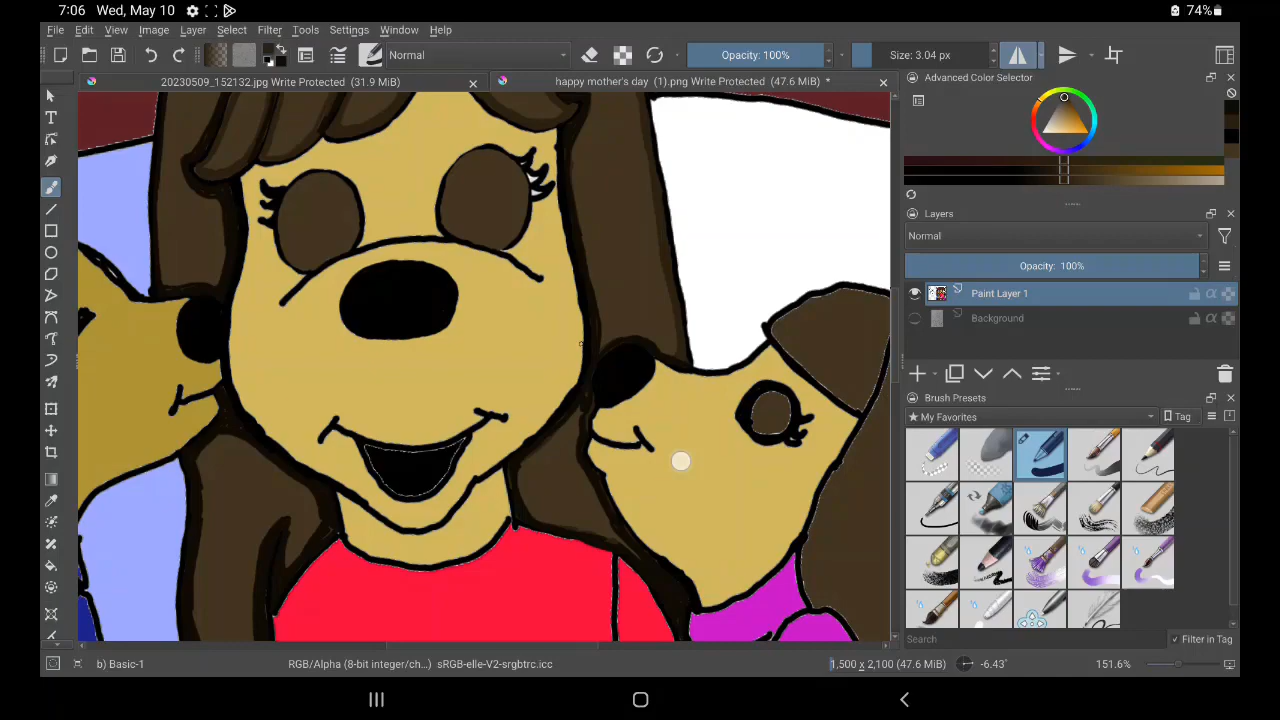 7:06 Wed, May 10
74%
File Edit View Image Layer Select Filter Tools Settings Window Help
Normal
Opacity: 100%
Size: 3.04 px
20230509_152132.jpg Write Protected (31.9 MiB)
happy mother's day (1).png Write Protected (47.6 MiB) *
Advanced Color Selector
Layers
Normal
Opacity: 100%
Paint Layer 1
Background
Brush Presets
★ My Favorites
Tag
Search
Filter in Tag
b) Basic-1
RGB/Alpha (8-bit integer/ch...) sRGB-elle-V2-srgbtrc.icc
1,500 x 2,100 (47.6 MiB)
-6.43°
151.6%